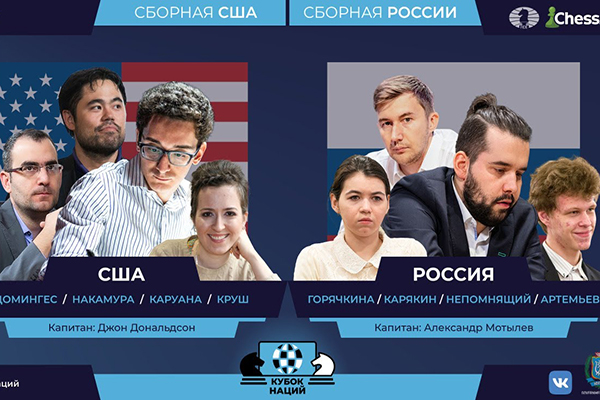 СБОРНАЯ США
СБОРНАЯ РОССИИ
Chess
США
РОССИЯ
ДОМИНГЕС / НАКАМУРА / КАРУАНА / КРУШ
ГОРЯЧКИНА / КАРЯКИН / НЕПОМНЯЩИЙ / АРТЕМЬЕВ
Капитан: Джон Дональдсон
Капитан: Александр Мотылев
КУБОК
НАЦИЙ
аций